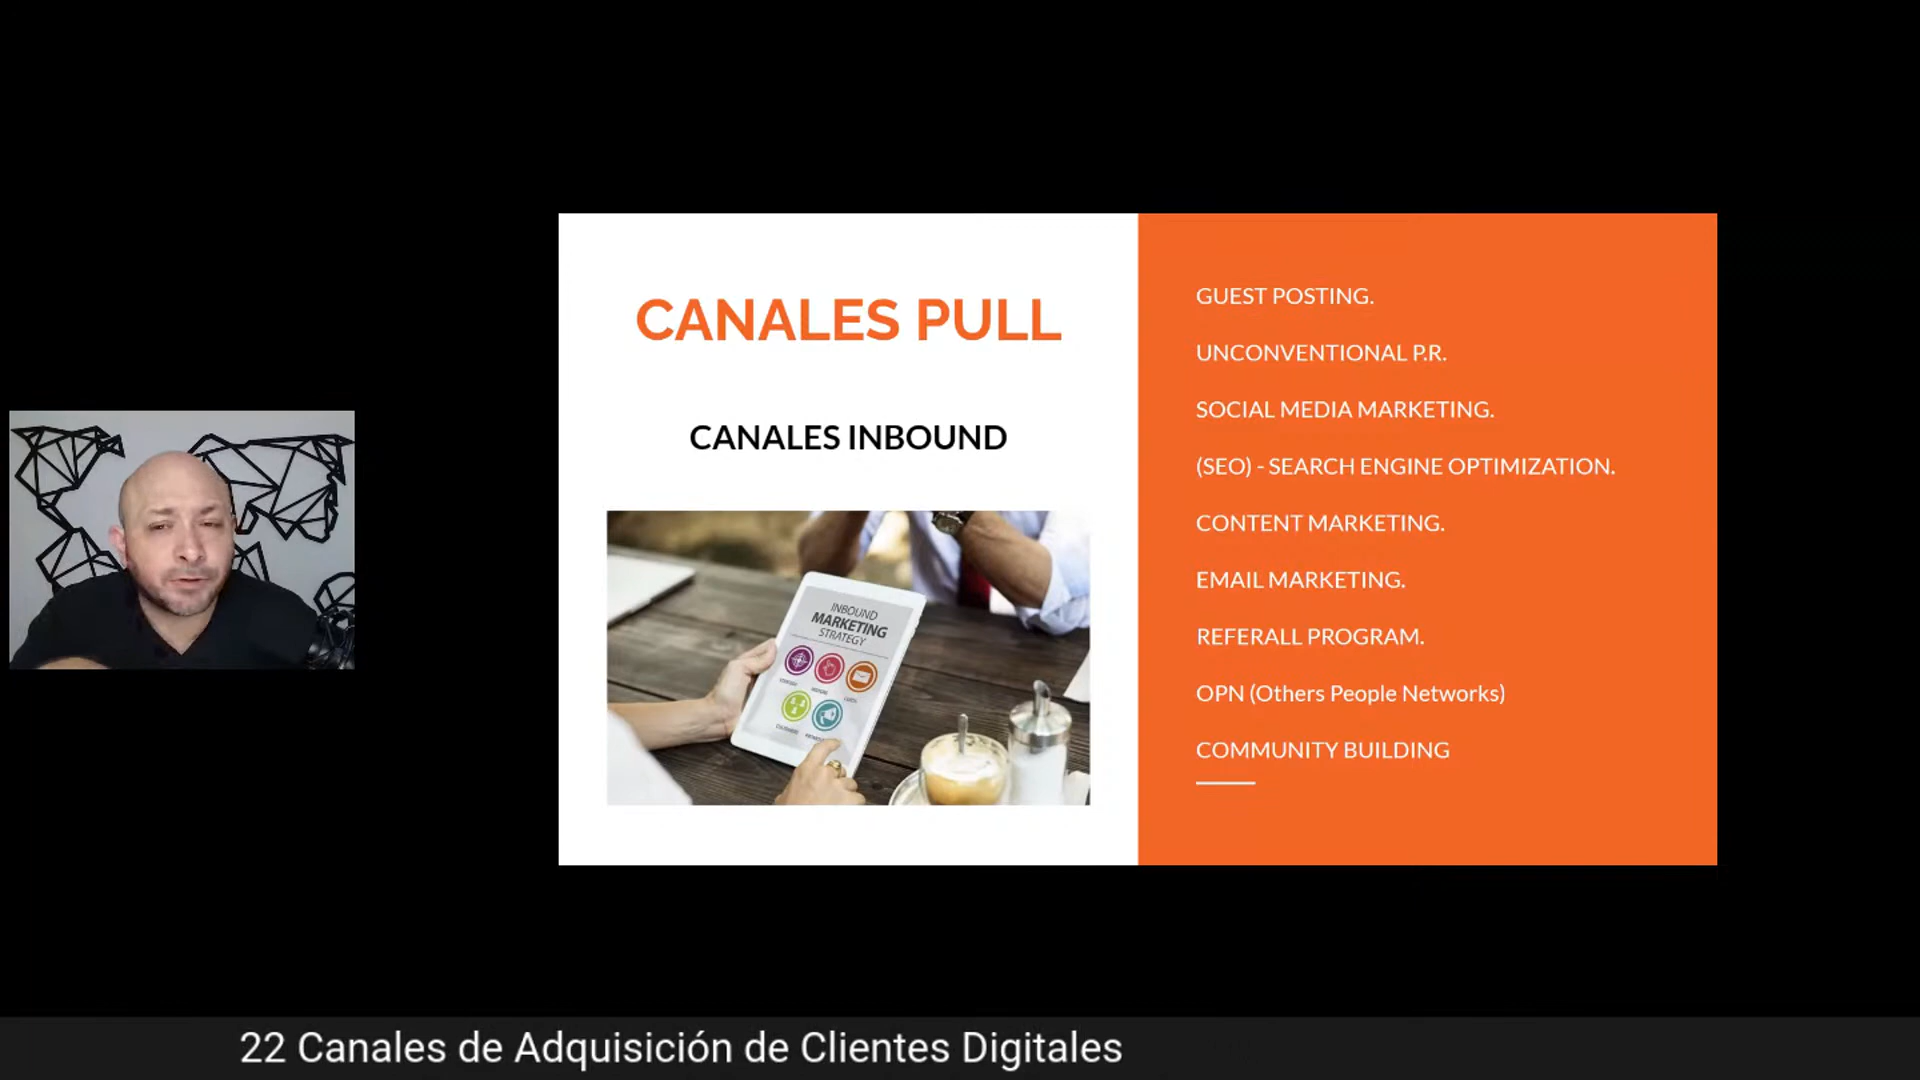 CANALES PULL
CANALES INBOUND
INBOUND
MARKETING
STRATEGY
GUEST POSTING.
UNCONVENTIONAL P.R.
SOCIAL MEDIA MARKETING.
(SEO) - SEARCH ENGINE OPTIMIZATION.
CONTENT MARKETING.
EMAIL MARKETING.
REFERALL PROGRAM.
OPN (Others People Networks)
COMMUNITY BUILDING
22 Canales de Adquisición de Clientes Digitales